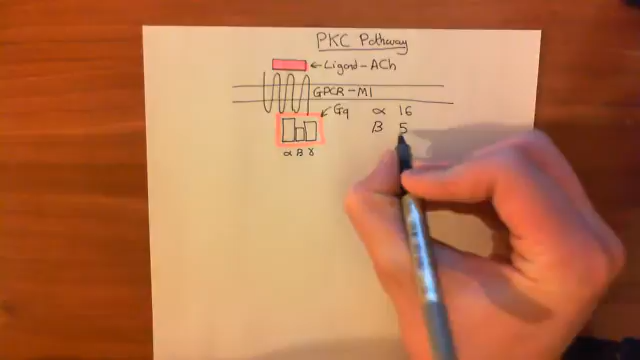 PKC Pathway
Ligand-ACh
GPCR-M1
Gq
α 16
β 5
α β γ